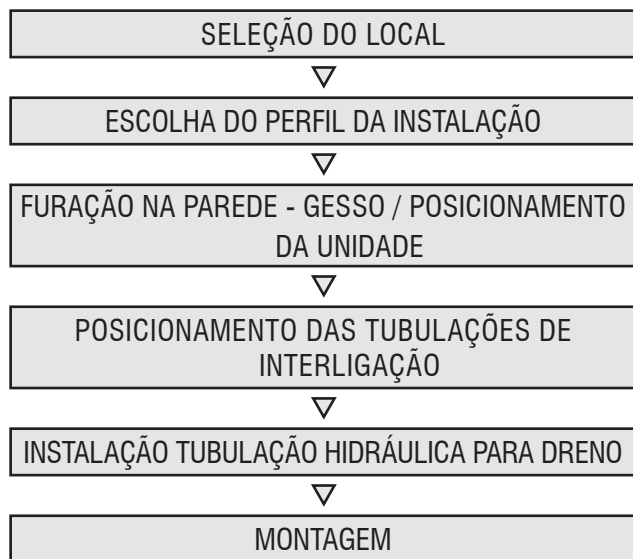 SELEÇÃO DO LOCAL
ESCOLHA DO PERFIL DA INSTALAÇÃO
FURAÇÃO NA PAREDE - GESSO / POSICIONAMENTO
DA UNIDADE
POSICIONAMENTO DAS TUBULAÇÕES DE
INTERLIGAÇÃO
INSTALAÇÃO TUBULAÇÃO HIDRÁULICA PARA DRENO
MONTAGEM